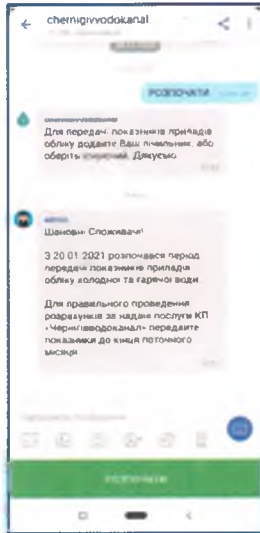 chernigivvodokanal
РОЗПОЧАТИ
Для передачі показників приладів
обліку додайте Ваш лічильник, або
оберіть існуючий. Дякуємо
Шановні Споживачі!
З 20.01.2021 розпочався період
передачі показників приладів
обліку холодної та гарячої води.
Для правильного проведення
розрахунків за надані послуги КП
«Чернігівводоканал» передайте
показники до кінця поточного
місяця
РОЗПОЧАТИ